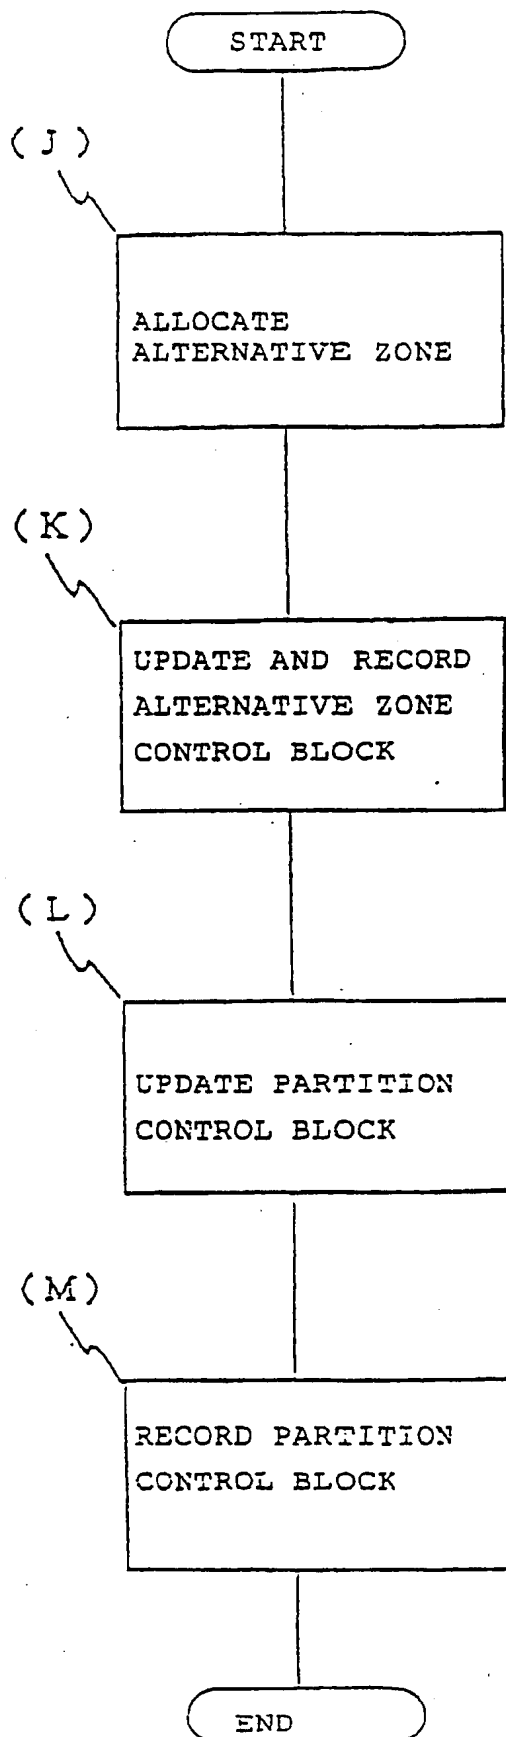 START
(J)
ALLOCATE
ALTERNATIVE ZONE
(K)
UPDATE AND RECORD
ALTERNATIVE ZONE
CONTROL BLOCK
(L)
UPDATE PARTITION
CONTROL BLOCK
(M)
RECORD PARTITION
CONTROL BLOCK
END